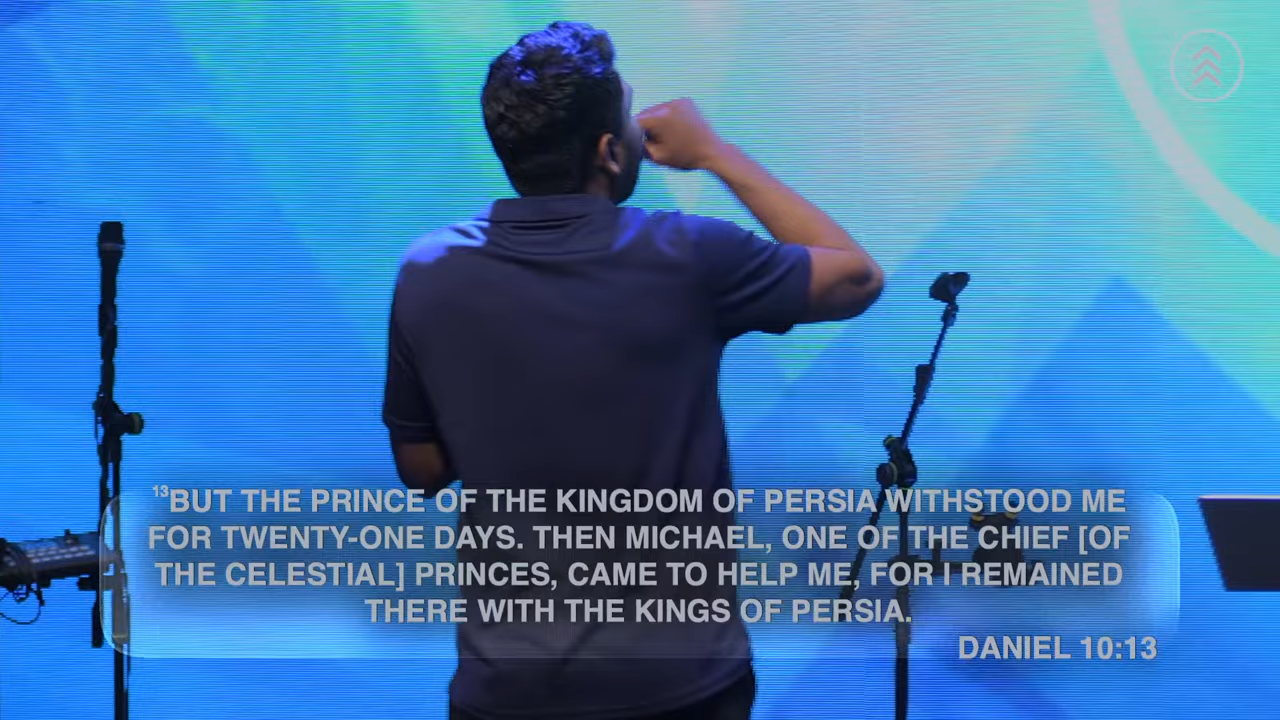 ¹³BUT THE PRINCE OF THE KINGDOM OF PERSIA WITHSTOOD ME
FOR TWENTY-ONE DAYS. THEN MICHAEL, ONE OF THE CHIEF [OF
THE CELESTIAL] PRINCES, CAME TO HELP ME, FOR I REMAINED
THERE WITH THE KINGS OF PERSIA.
DANIEL 10:13